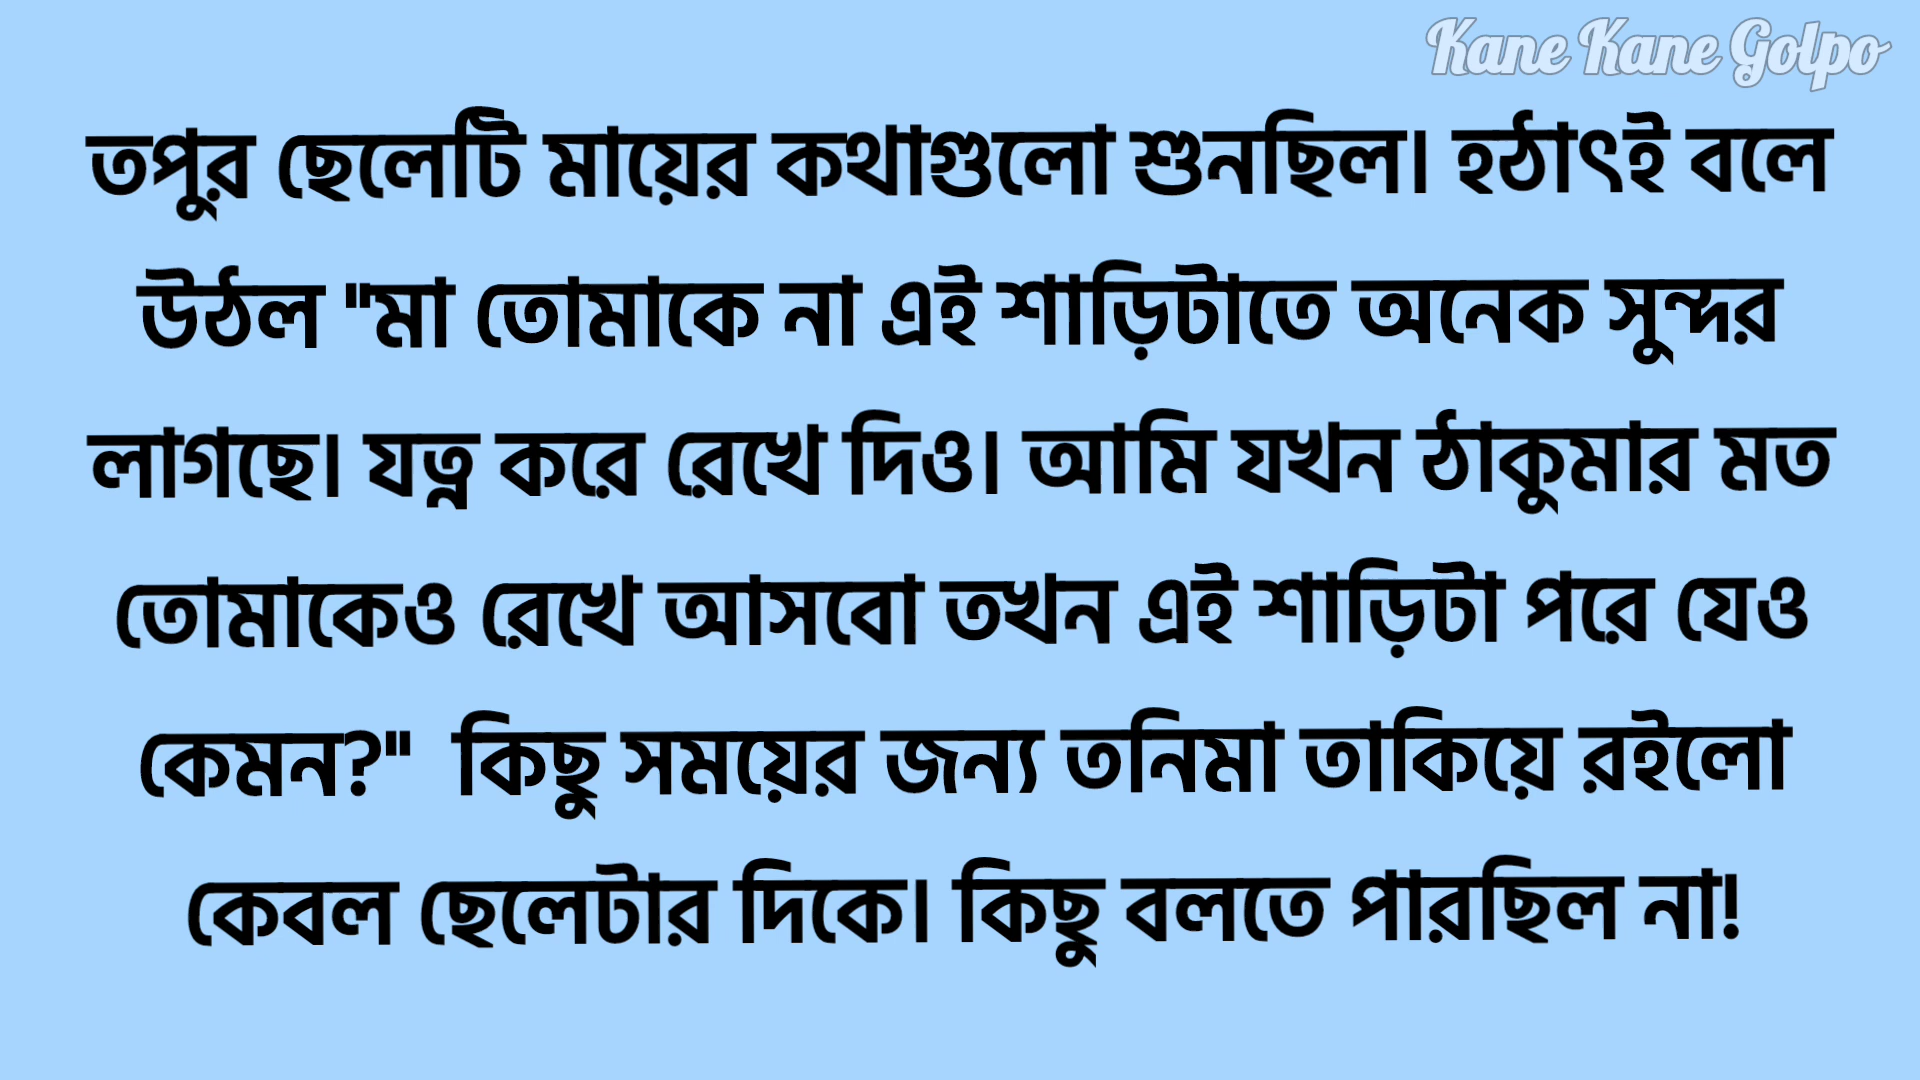 Kane Kane Golpo
তপুর ছেলেটি মায়ের কথাগুলো শুনছিল। হঠাৎই বলে
উঠল "মা তোমাকে না এই শাড়িটাতে অনেক সুন্দর
লাগছে। যত্ন করে রেখে দিও। আমি যখন ঠাকুমার মত
তোমাকেও রেখে আসবো তখন এই শাড়িটা পরে যেও
কেমন?" কিছু সময়ের জন্য তনিমা তাকিয়ে রইলো
কেবল ছেলেটার দিকে। কিছু বলতে পারছিল না!